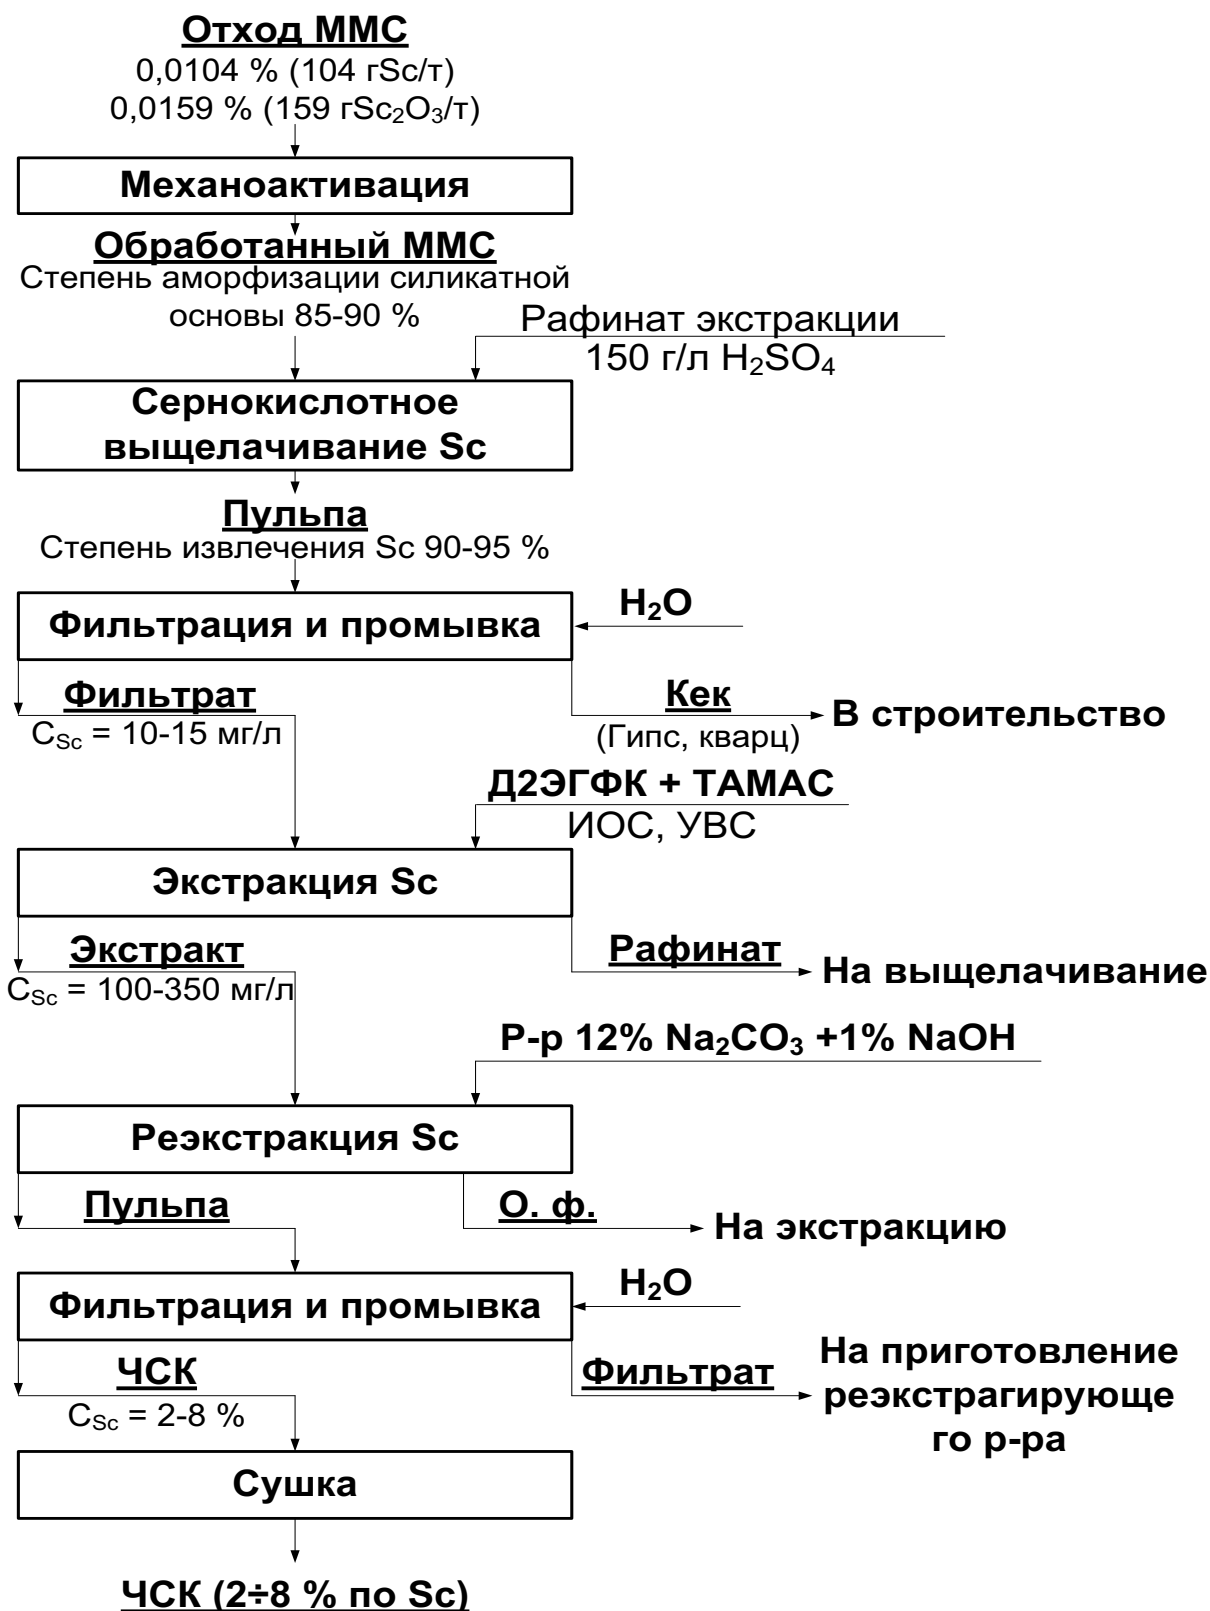 Отход ММС
0,0104 % (104 гSc/т)
0,0159 % (159 гSc₂O₃/т)
Механоактивация
Обработанный ММС
Степень аморфизации силикатной
основы 85-90 %
Рафинат экстракции
150 г/л H₂SO₄
Сернокислотное
выщелачивание Sc
Пульпа
Степень извлечения Sc 90-95 %
H₂O
Фильтрация и промывка
Фильтрат
C_Sc = 10-15 мг/л
Кек
(Гипс, кварц)
В строительство
Д2ЭГФК + ТАМАС
ИОС, УВС
Экстракция Sc
Экстракт
C_Sc = 100-350 мг/л
Рафинат
На выщелачивание
Р-р 12% Na₂CO₃ +1% NaOH
Реэкстракция Sc
Пульпа
О. ф.
На экстракцию
H₂O
Фильтрация и промывка
ЧСК
C_Sc = 2-8 %
Фильтрат
На приготовление
реэкстрагирующе
го р-ра
Сушка
ЧСК (2÷8 % по Sc)